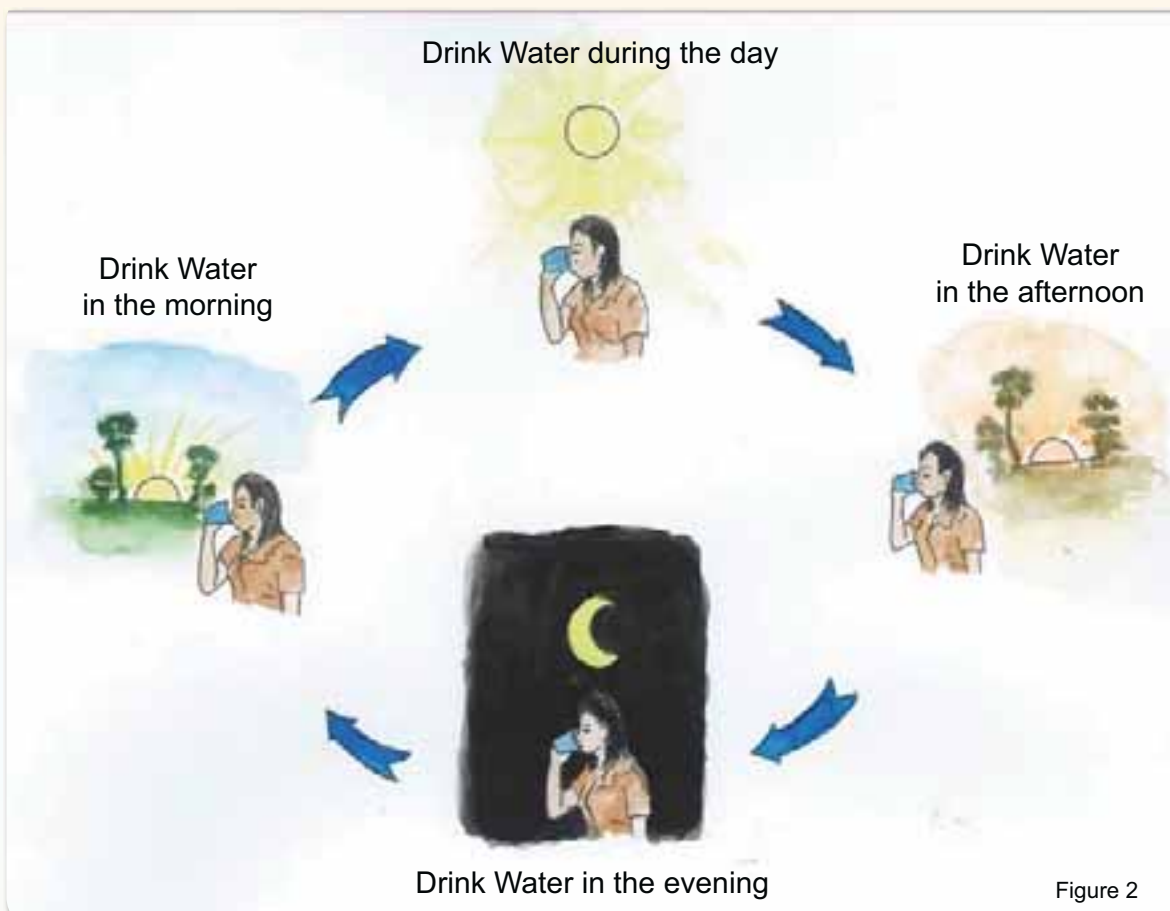 Drink Water during the day
Drink Water
in the morning
Drink Water
in the afternoon
Drink Water in the evening
Figure 2